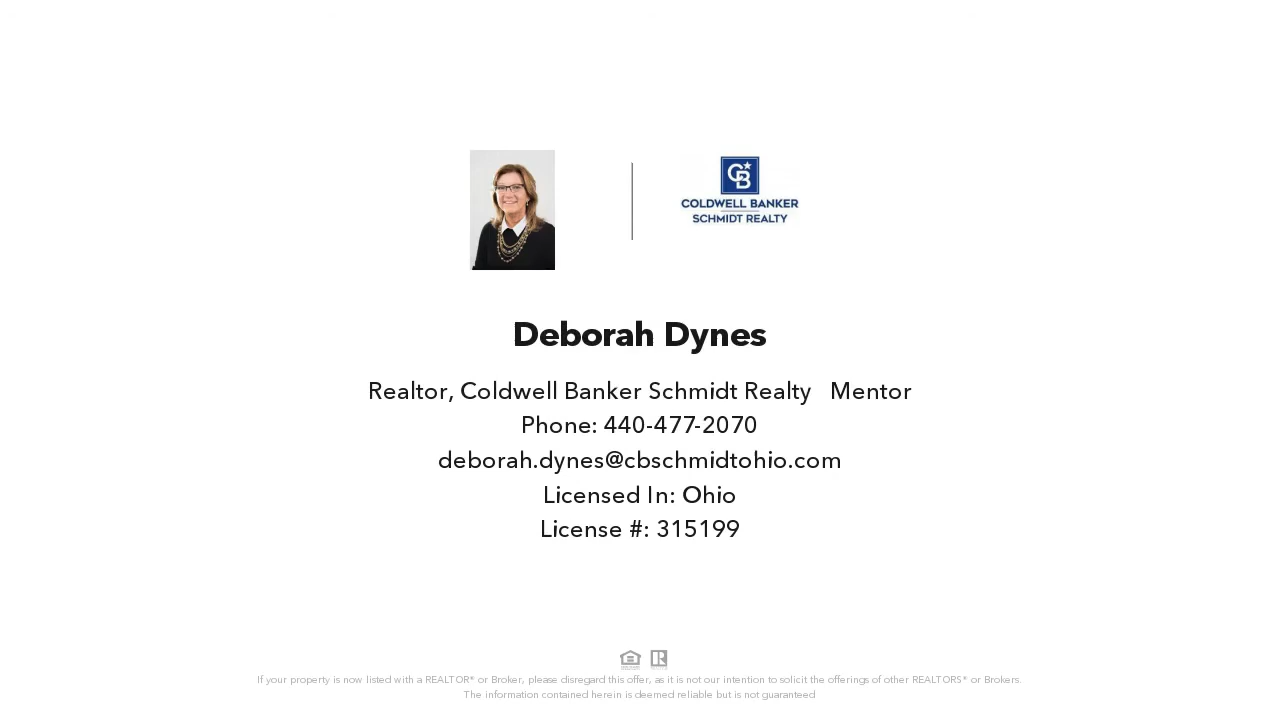 CB
COLDWELL BANKER
SCHMIDT REALTY
Deborah Dynes
Realtor, Coldwell Banker Schmidt Realty Mentor
Phone: 440-477-2070
deborah.dynes@cbschmidtohio.com
Licensed In: Ohio
License #: 315199
If your property is now listed with a REALTOR® or Broker, please disregard this offer, as it is not our intention to solicit the offerings of other REALTORS® or Brokers.
The information contained herein is deemed reliable but is not guaranteed